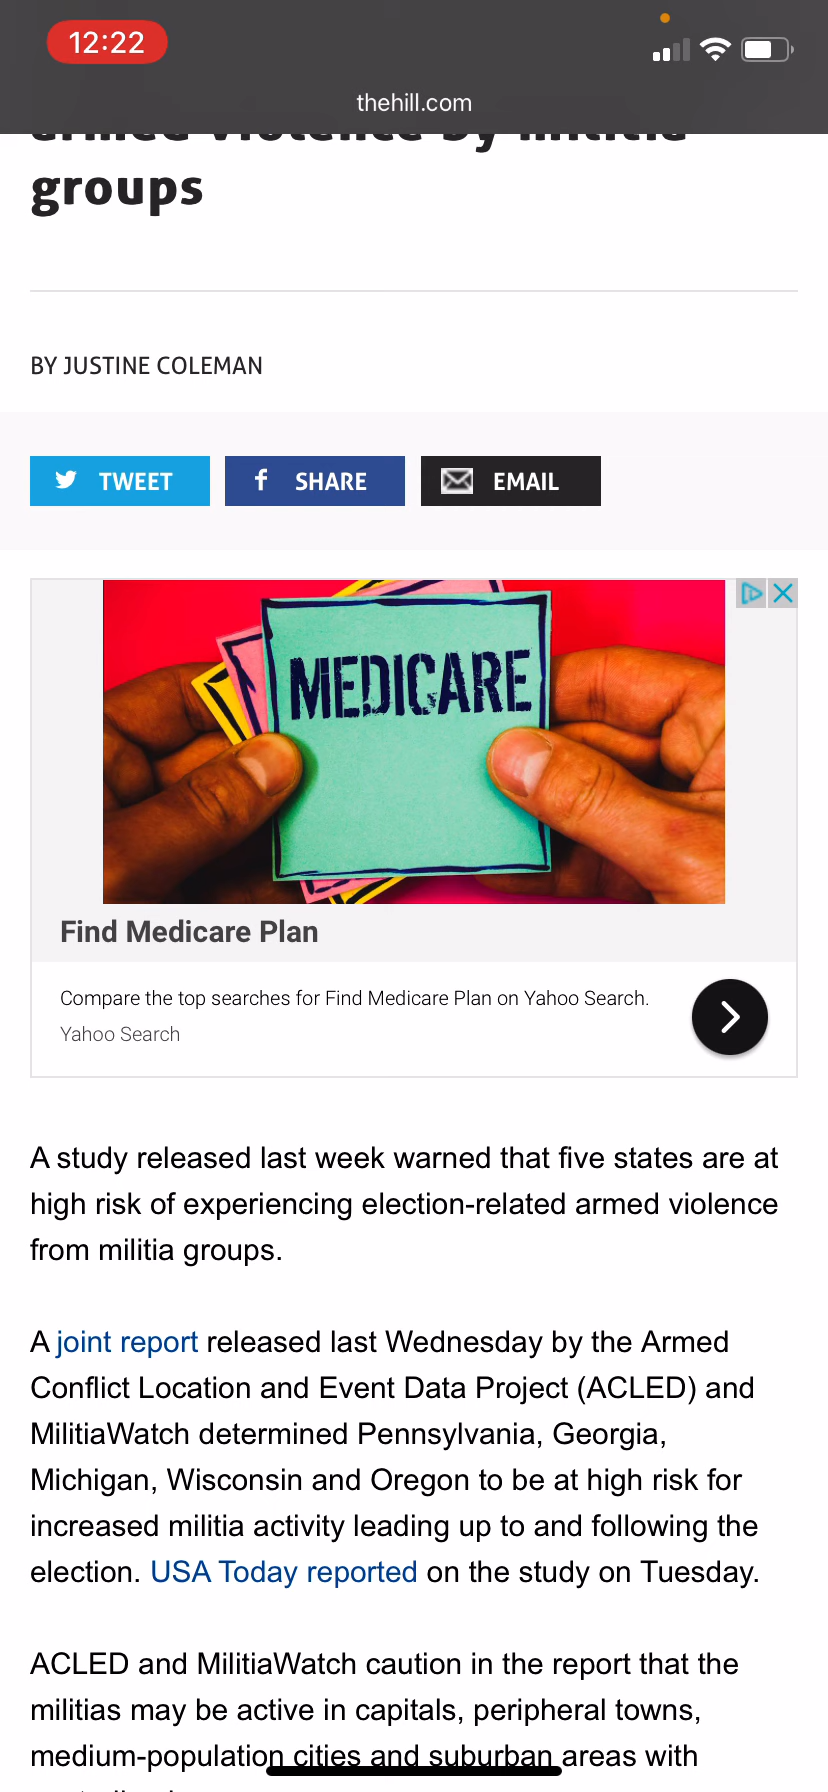 12:22
thehill.com
armed violence by militia
groups
BY JUSTINE COLEMAN
TWEET
SHARE
EMAIL
MEDICARE
Find Medicare Plan
Compare the top searches for Find Medicare Plan on Yahoo Search.
Yahoo Search
A study released last week warned that five states are at
high risk of experiencing election-related armed violence
from militia groups.
A joint report released last Wednesday by the Armed
Conflict Location and Event Data Project (ACLED) and
MilitiaWatch determined Pennsylvania, Georgia,
Michigan, Wisconsin and Oregon to be at high risk for
increased militia activity leading up to and following the
election. USA Today reported on the study on Tuesday.
ACLED and MilitiaWatch caution in the report that the
militias may be active in capitals, peripheral towns,
medium-population cities and suburban areas with